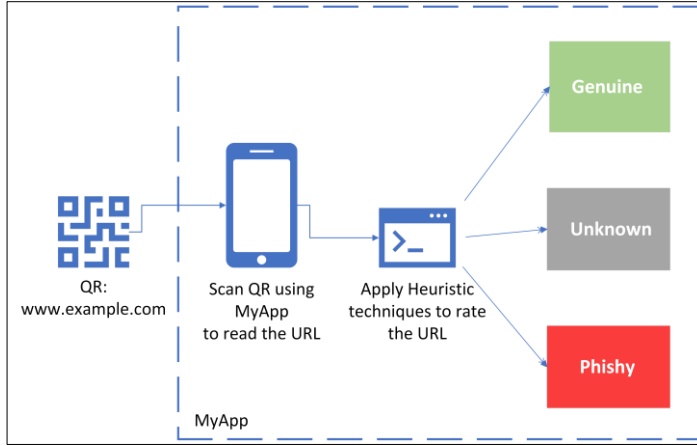 QR:
www.example.com
Scan QR using
MyApp
to read the URL
Apply Heuristic
techniques to rate
the URL
Genuine
Unknown
Phishy
MyApp